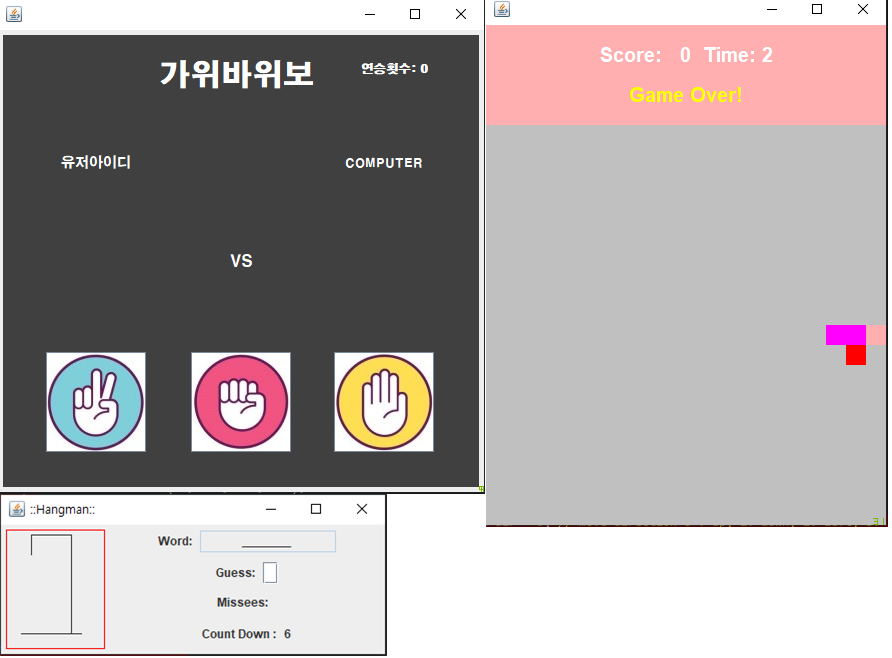 가위바위보
연승횟수: 0
유저아이디
COMPUTER
VS
Score: 0 Time: 2
Game Over!
::Hangman::
Word: _______
Guess:
Missees:
Count Down : 6